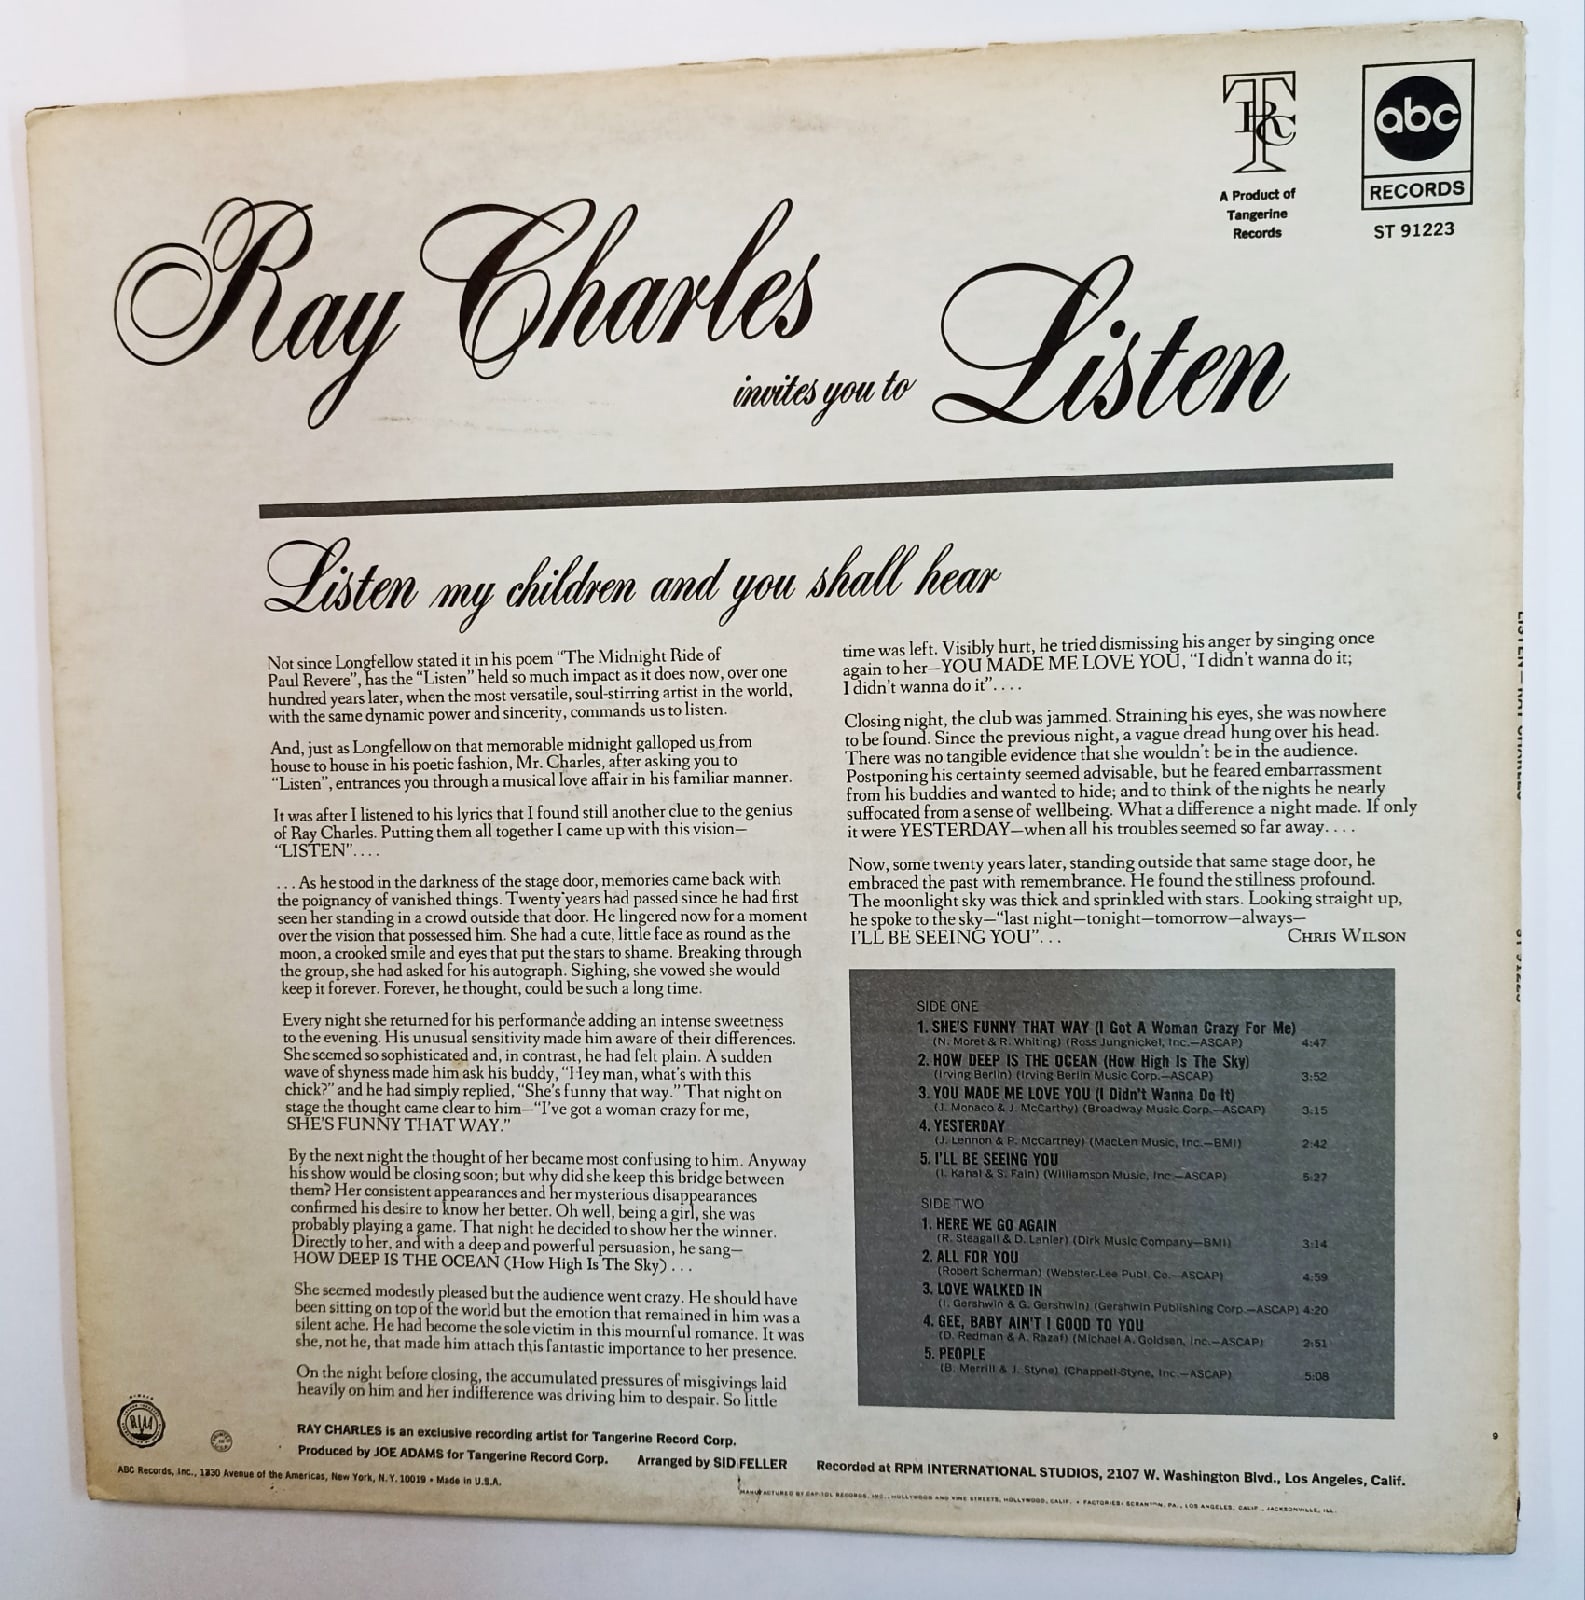 TRC
A Product of
Tangerine
Records
abc
RECORDS
ST 91223
Ray Charles
invites you to Listen
Listen my children and you shall hear
Not since Longfellow stated it in his poem "The Midnight Ride of
Paul Revere", has the "Listen" held so much impact as it does now, over one
hundred years later, when the most versatile, soul-stirring artist in the world,
with the same dynamic power and sincerity, commands us to listen.
And, just as Longfellow on that memorable midnight galloped us from
house to house in his poetic fashion, Mr. Charles, after asking you to
"Listen", entrances you through a musical love affair in his familiar manner.
It was after I listened to his lyrics that I found still another clue to the genius
of Ray Charles. Putting them all together I came up with this vision—
"LISTEN"....
...As he stood in the darkness of the stage door, memories came back with
the poignancy of vanished things. Twenty years had passed since he had first
seen her standing in a crowd outside that door. He lingered now for a moment
over the vision that possessed him. She had a cute, little face as round as the
moon, a crooked smile and eyes that put the stars to shame. Breaking through
the group, she had asked for his autograph. Sighing, she vowed she would
keep it forever. Forever, he thought, could be such a long time.
Every night she returned for his performance adding an intense sweetness
to the evening. His unusual sensitivity made him aware of their differences.
She seemed so sophisticated and, in contrast, he had felt plain. A sudden
wave of shyness made him ask his buddy, "Hey man, what's with this
chick?" and he had simply replied, "She's funny that way." That night on
stage the thought came clear to him—"I've got a woman crazy for me,
SHE'S FUNNY THAT WAY."
By the next night the thought of her became most confusing to him. Anyway
his show would be closing soon; but why did she keep this bridge between
them? Her consistent appearances and her mysterious disappearances
confirmed his desire to know her better. Oh well, being a girl, she was
probably playing a game. That night he decided to show her the winner.
Directly to her, and with a deep and powerful persuasion, he sang—
HOW DEEP IS THE OCEAN (How High Is The Sky)...
She seemed modestly pleased but the audience went crazy. He should have
been sitting on top of the world but the emotion that remained in him was a
silent ache. He had become the sole victim in this mournful romance. It was
she, not he, that made him attach this fantastic importance to her presence.
On the night before closing, the accumulated pressures of misgivings laid
heavily on him and her indifference was driving him to despair. So little
time was left. Visibly hurt, he tried dismissing his anger by singing once
again to her—YOU MADE ME LOVE YOU, "I didn't wanna do it;
I didn't wanna do it"....
Closing night, the club was jammed. Straining his eyes, she was nowhere
to be found. Since the previous night, a vague dread hung over his head.
There was no tangible evidence that she wouldn't be in the audience.
Postponing his certainty seemed advisable, but he feared embarrassment
from his buddies and wanted to hide; and to think of the nights he nearly
suffocated from a sense of wellbeing. What a difference a night made. If only
it were YESTERDAY—when all his troubles seemed so far away....
Now, some twenty years later, standing outside that same stage door, he
embraced the past with remembrance. He found the stillness profound.
The moonlight sky was thick and sprinkled with stars. Looking straight up,
he spoke to the sky—"last night—tonight—tomorrow—always—
I'LL BE SEEING YOU"... CHRIS WILSON
SIDE ONE
1. SHE'S FUNNY THAT WAY (I Got A Woman Crazy For Me)
(N. Moret & R. Whiting) (Ross Jungnickel, Inc.—ASCAP) 4:47
2. HOW DEEP IS THE OCEAN (How High Is The Sky)
(Irving Berlin) (Irving Berlin Music Corp.—ASCAP) 3:52
3. YOU MADE ME LOVE YOU (I Didn't Wanna Do It)
(J. Monaco & J. McCarthy) (Broadway Music Corp.—ASCAP) 3:15
4. YESTERDAY
(J. Lennon & P. McCartney) (MacLen Music, Inc.—BMI) 2:42
5. I'LL BE SEEING YOU
(I. Kahal & S. Fain) (Williamson Music, Inc.—ASCAP) 5:27
SIDE TWO
1. HERE WE GO AGAIN
(R. Steagall & D. Lanier) (Dirk Music Company—BMI) 3:14
2. ALL FOR YOU
(Robert Scherman) (Webster-Lee Publ. Co.—ASCAP) 4:59
3. LOVE WALKED IN
(I. Gershwin & G. Gershwin) (Gershwin Publishing Corp.—ASCAP) 4:20
4. GEE, BABY AIN'T I GOOD TO YOU
(D. Redman & A. Razaf) (Michael A. Goldsen, Inc.—ASCAP) 2:51
5. PEOPLE
(B. Merrill & J. Styne) (Chappell-Styne, Inc.—ASCAP) 5:08
RIAA
RAY CHARLES is an exclusive recording artist for Tangerine Record Corp.
Produced by JOE ADAMS for Tangerine Record Corp. Arranged by SID FELLER Recorded at RPM INTERNATIONAL STUDIOS, 2107 W. Washington Blvd., Los Angeles, Calif.
9
ABC Records, Inc., 1330 Avenue of the Americas, New York, N.Y. 10019 • Made in U.S.A.
MANUFACTURED BY CAPITOL RECORDS, INC., HOLLYWOOD AND VINE STREETS, HOLLYWOOD, CALIF. • FACTORIES: SCRANTON, PA., LOS ANGELES, CALIF., JACKSONVILLE, ILL.
LISTEN—RAY CHARLES
ST 91223